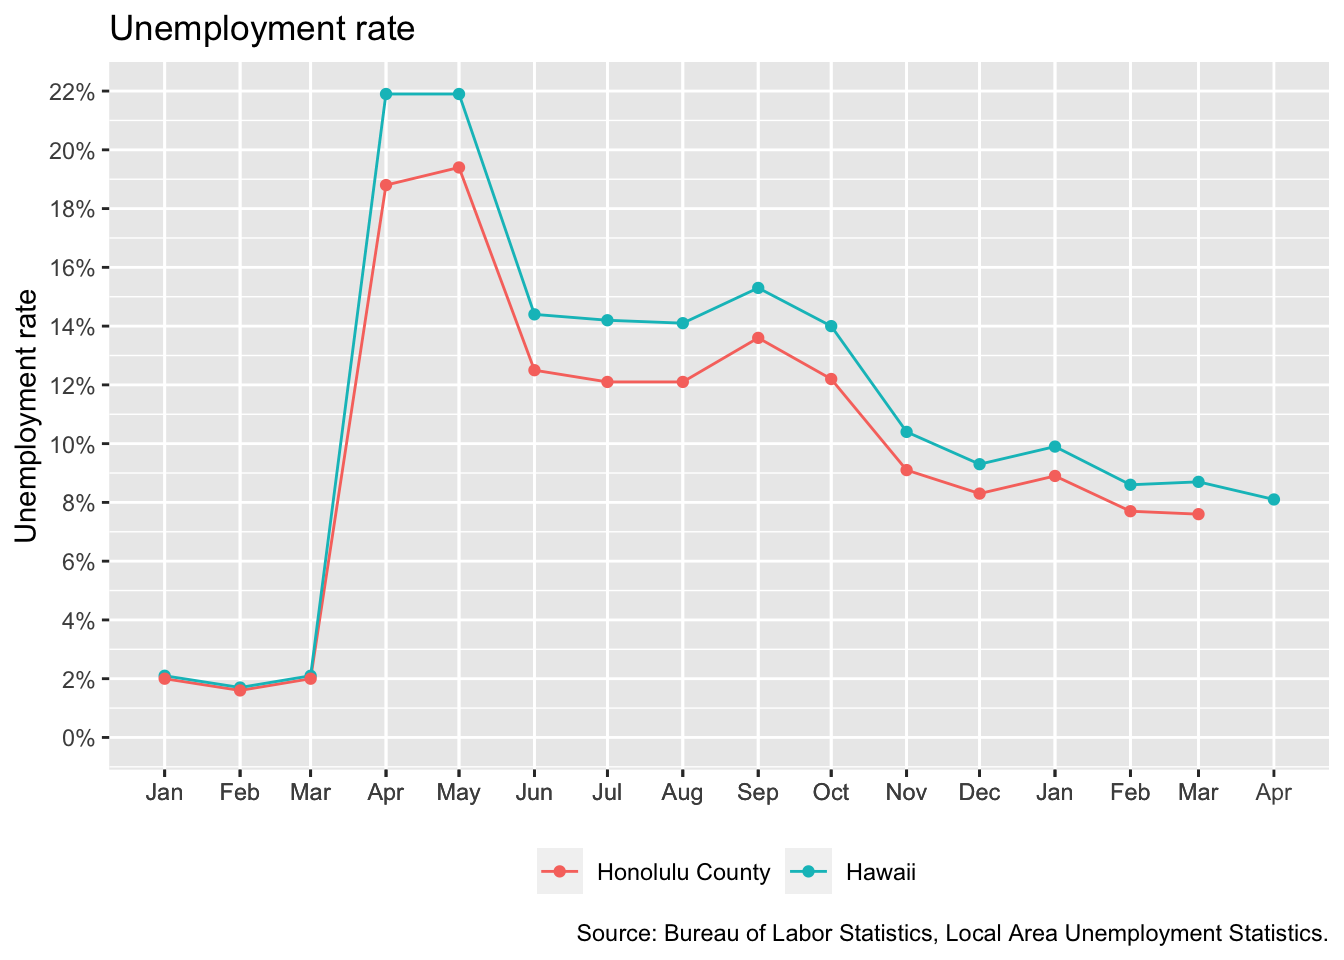 Unemployment rate
Unemployment rate
22%
20%
18%
16%
14%
12%
10%
8%
6%
4%
2%
0%
Jan Feb Mar Apr May Jun Jul Aug Sep Oct Nov Dec Jan Feb Mar Apr
Honolulu County Hawaii
Source: Bureau of Labor Statistics, Local Area Unemployment Statistics.